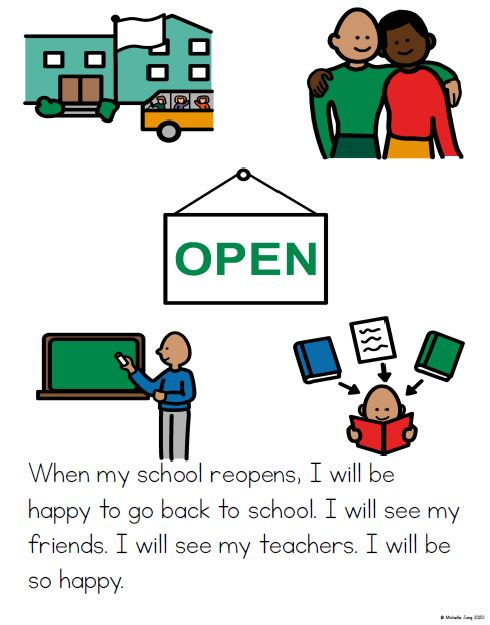 OPEN
When my school reopens, I will be
happy to go back to school. I will see my
friends. I will see my teachers. I will be
so happy.
© Michelle Jung 2020